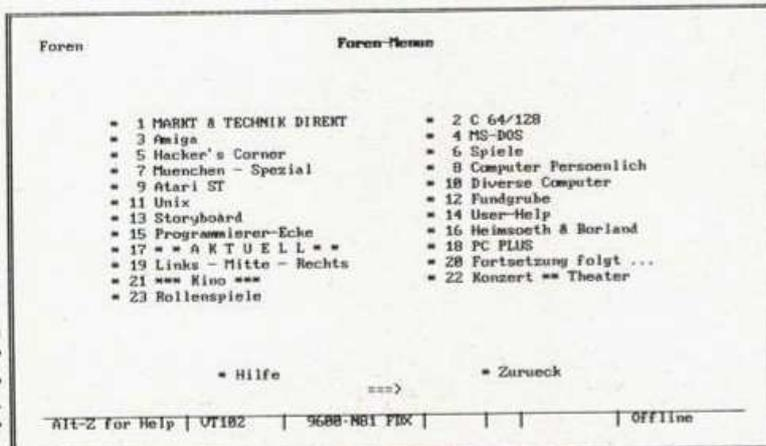 Foren Foren-Menue
* 1 MARKT & TECHNIK DIREKT * 2 C 64/128
* 3 Amiga * 4 MS-DOS
* 5 Hacker's Corner * 6 Spiele
* 7 Muenchen - Spezial * 8 Computer Persoenlich
* 9 Atari ST * 10 Diverse Computer
* 11 Unix * 12 Fundgrube
* 13 Storyboard * 14 User-Help
* 15 Programmierer-Ecke * 16 Heimsoeth & Borland
* 17 * * A K T U E L L * * * 18 PC PLUS
* 19 Links - Mitte - Rechts * 20 Fortsetzung folgt ...
* 21 *** Kino *** * 22 Konzert ** Theater
* 23 Rollenspiele
* Hilfe * Zurueck
===>
Alt-Z for Help | VT102 | 9600·N81 FDX | | | | Offline